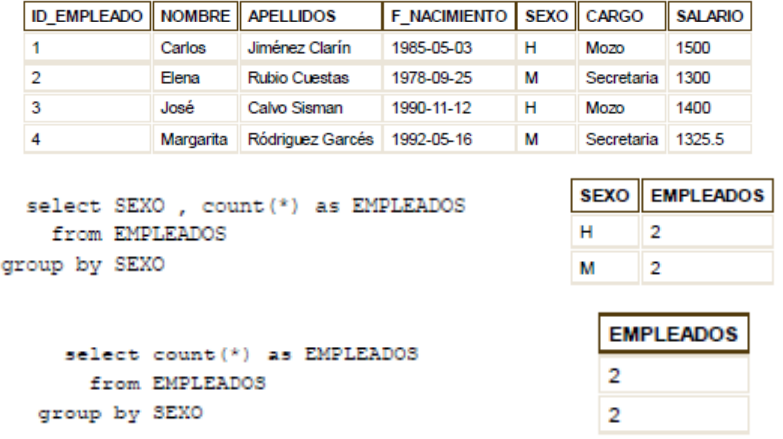 ID_EMPLEADO NOMBRE APELLIDOS F_NACIMIENTO SEXO CARGO SALARIO
1 Carlos Jiménez Clarín 1985-05-03 H Mozo 1500
2 Elena Rubio Cuestas 1978-09-25 M Secretaria 1300
3 José Calvo Sisman 1990-11-12 H Mozo 1400
4 Margarita Ródriguez Garcés 1992-05-16 M Secretaria 1325.5
select SEXO , count(*) as EMPLEADOS
from EMPLEADOS
group by SEXO
SEXO EMPLEADOS
H 2
M 2
select count(*) as EMPLEADOS
from EMPLEADOS
group by SEXO
EMPLEADOS
2
2